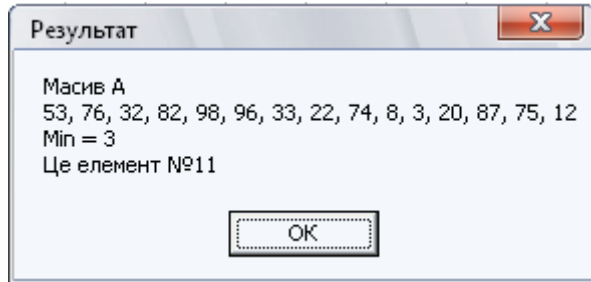 Результат
Масив A
53, 76, 32, 82, 98, 96, 33, 22, 74, 8, 3, 20, 87, 75, 12
Min = 3
Це елемент №11
OK